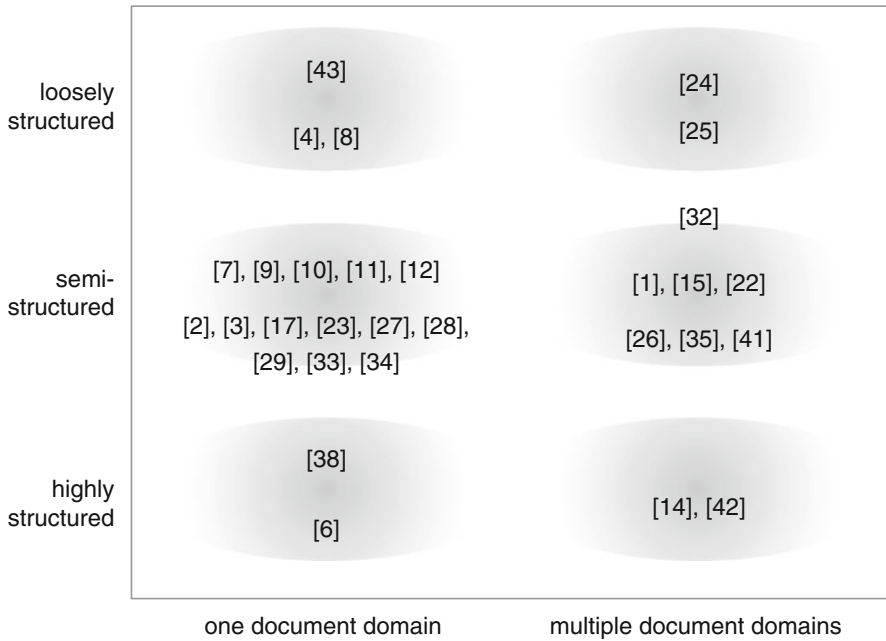 loosely
structured
[43]
[4], [8]
[24]
[25]
semi-
structured
[7], [9], [10], [11], [12]
[2], [3], [17], [23], [27], [28],
[29], [33], [34]
[32]
[1], [15], [22]
[26], [35], [41]
highly
structured
[38]
[6]
[14], [42]
one document domain
multiple document domains